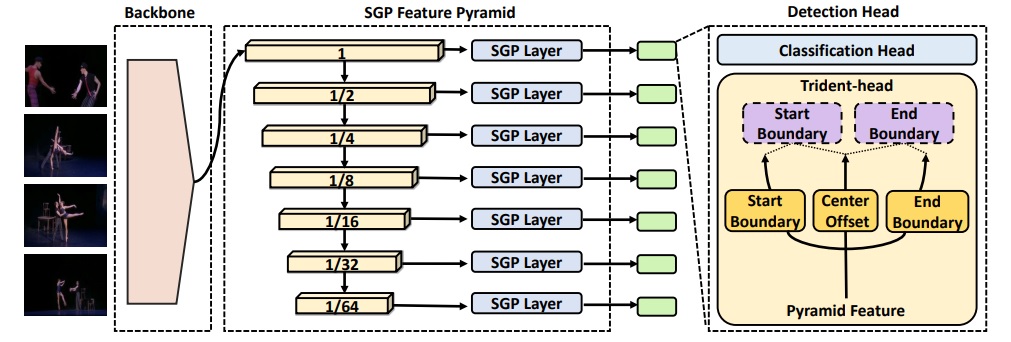 Backbone
SGP Feature Pyramid
Detection Head
1
SGP Layer
1/2
SGP Layer
1/4
SGP Layer
1/8
SGP Layer
1/16
SGP Layer
1/32
SGP Layer
1/64
SGP Layer
Classification Head
Trident-head
Start
Boundary
End
Boundary
Start
Boundary
Center
Offset
End
Boundary
Pyramid Feature